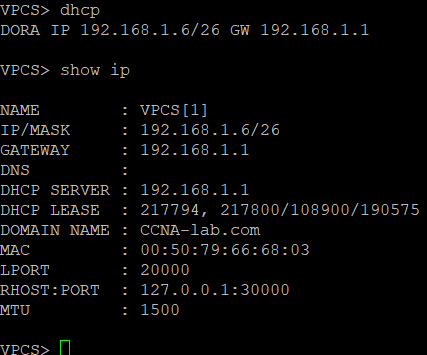 VPCS> dhcp
DORA IP 192.168.1.6/26 GW 192.168.1.1
VPCS> show ip
NAME        : VPCS[1]
IP/MASK     : 192.168.1.6/26
GATEWAY     : 192.168.1.1
DNS         :
DHCP SERVER : 192.168.1.1
DHCP LEASE  : 217794, 217800/108900/190575
DOMAIN NAME : CCNA-lab.com
MAC         : 00:50:79:66:68:03
LPORT       : 20000
RHOST:PORT  : 127.0.0.1:30000
MTU         : 1500
VPCS>